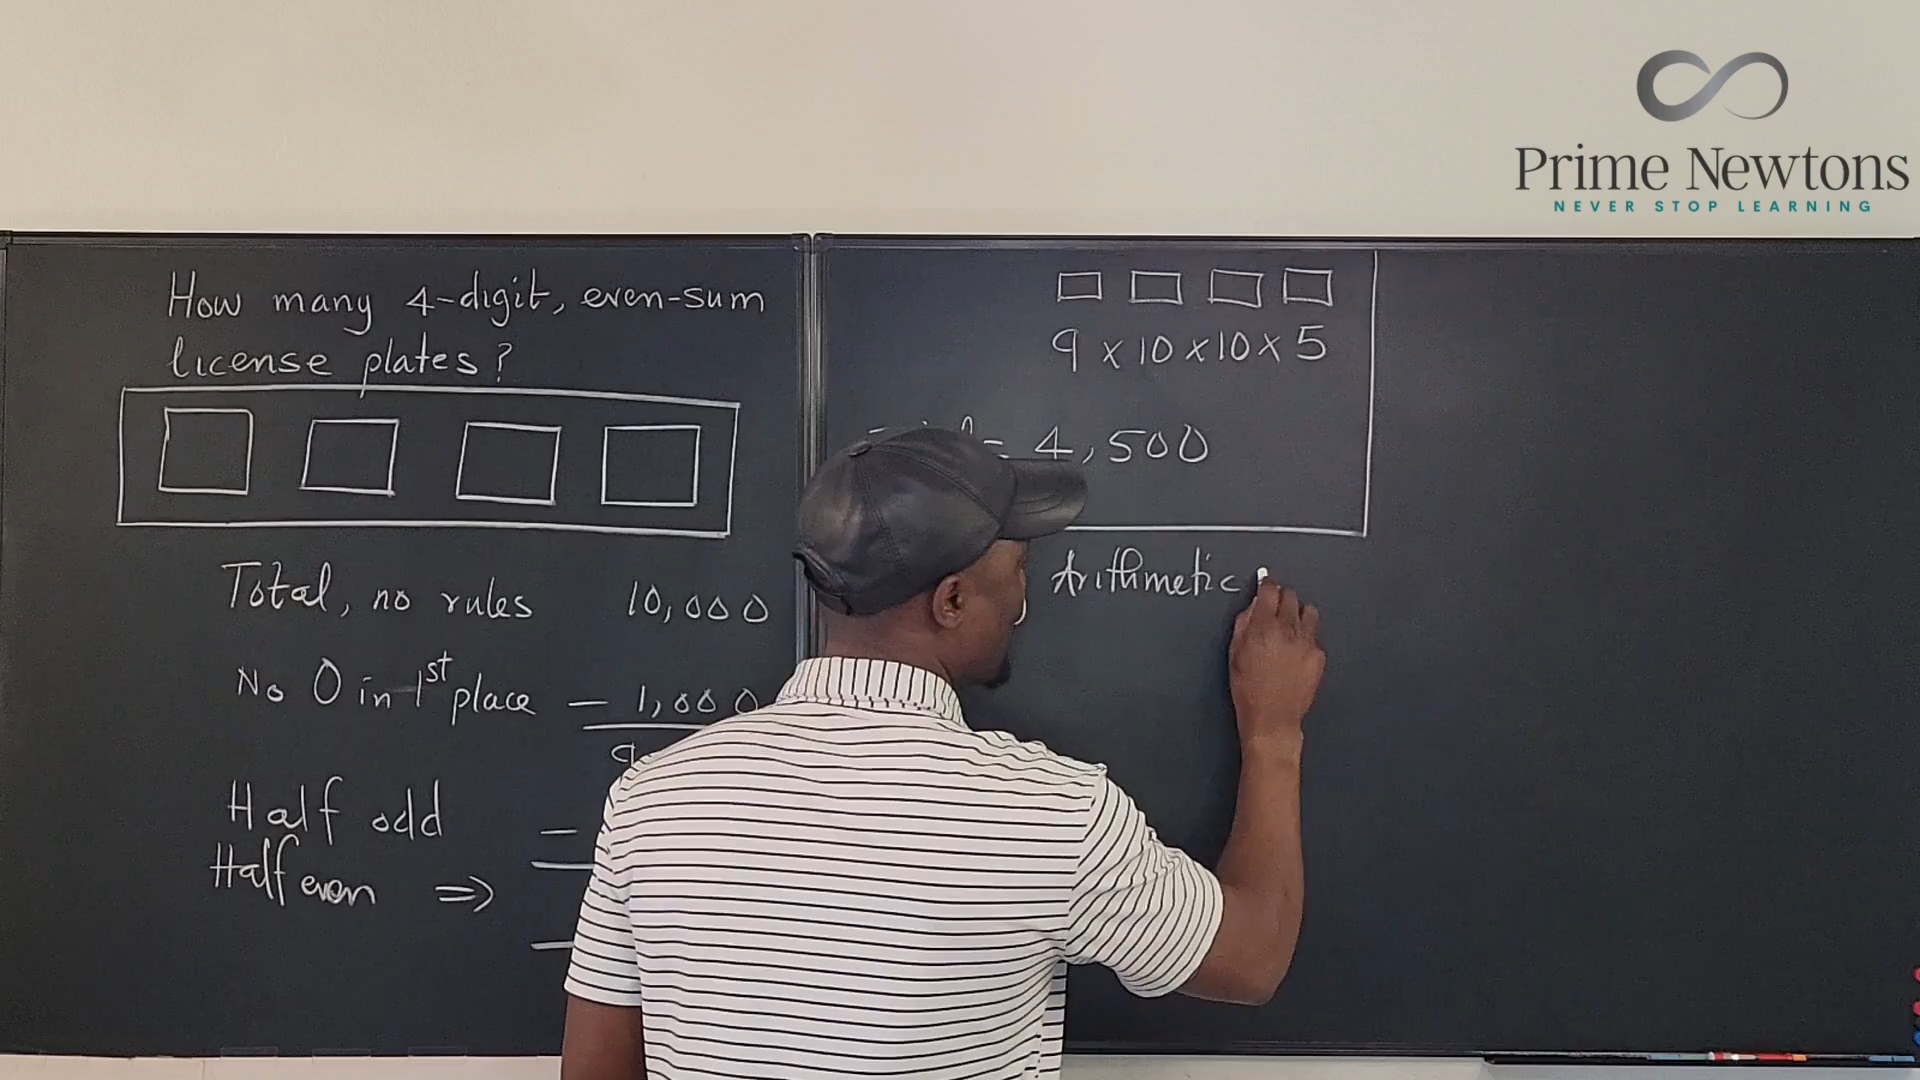 Prime Newtons
NEVER STOP LEARNING
How many 4-digit, even-sum
license plates?
Total, no rules 10,000
No 0 in 1st place - 1,000
9
Half odd -
Half even ⇒
9 x 10 x 10 x 5
= 4,500
Arithmetic